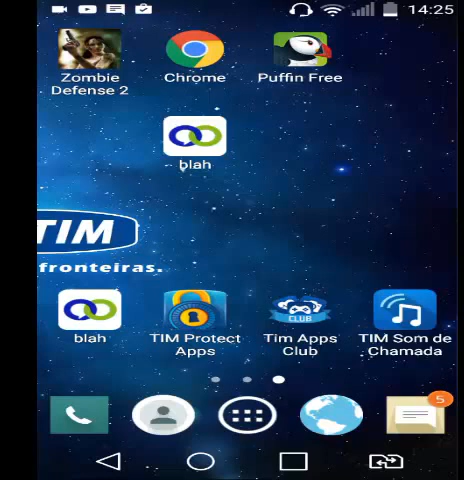 14:25
Zombie
Defense 2
Chrome
Puffin Free
blah
TIM
fronteiras.
CLUB
blah
TIM Protect
Apps
Tim Apps
Club
TIM Som de
Chamada
5